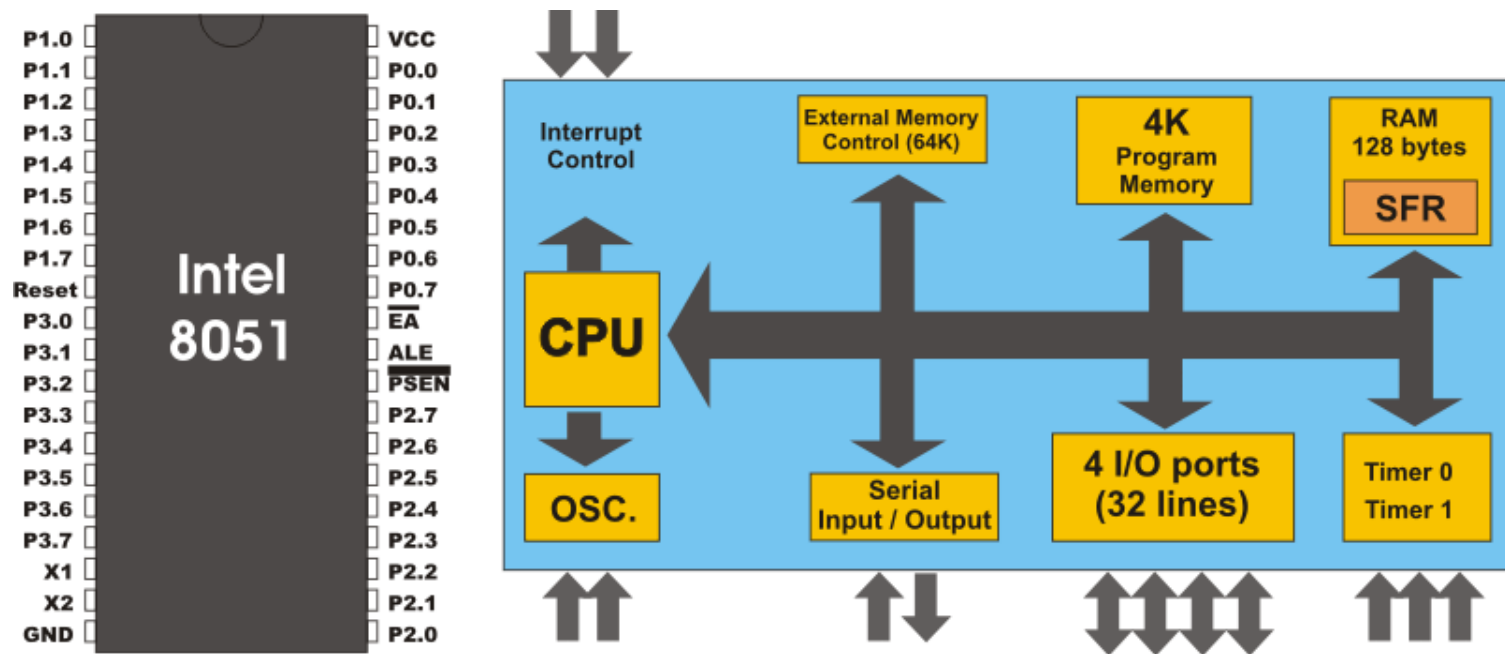 P1.0
P1.1
P1.2
P1.3
P1.4
P1.5
P1.6
P1.7
Reset
P3.0
P3.1
P3.2
P3.3
P3.4
P3.5
P3.6
P3.7
X1
X2
GND
Intel
8051
VCC
P0.0
P0.1
P0.2
P0.3
P0.4
P0.5
P0.6
P0.7
EA
ALE
PSEN
P2.7
P2.6
P2.5
P2.4
P2.3
P2.2
P2.1
P2.0
Interrupt
Control
External Memory
Control (64K)
4K
Program
Memory
RAM
128 bytes
SFR
CPU
OSC.
Serial
Input / Output
4 I/O ports
(32 lines)
Timer 0
Timer 1